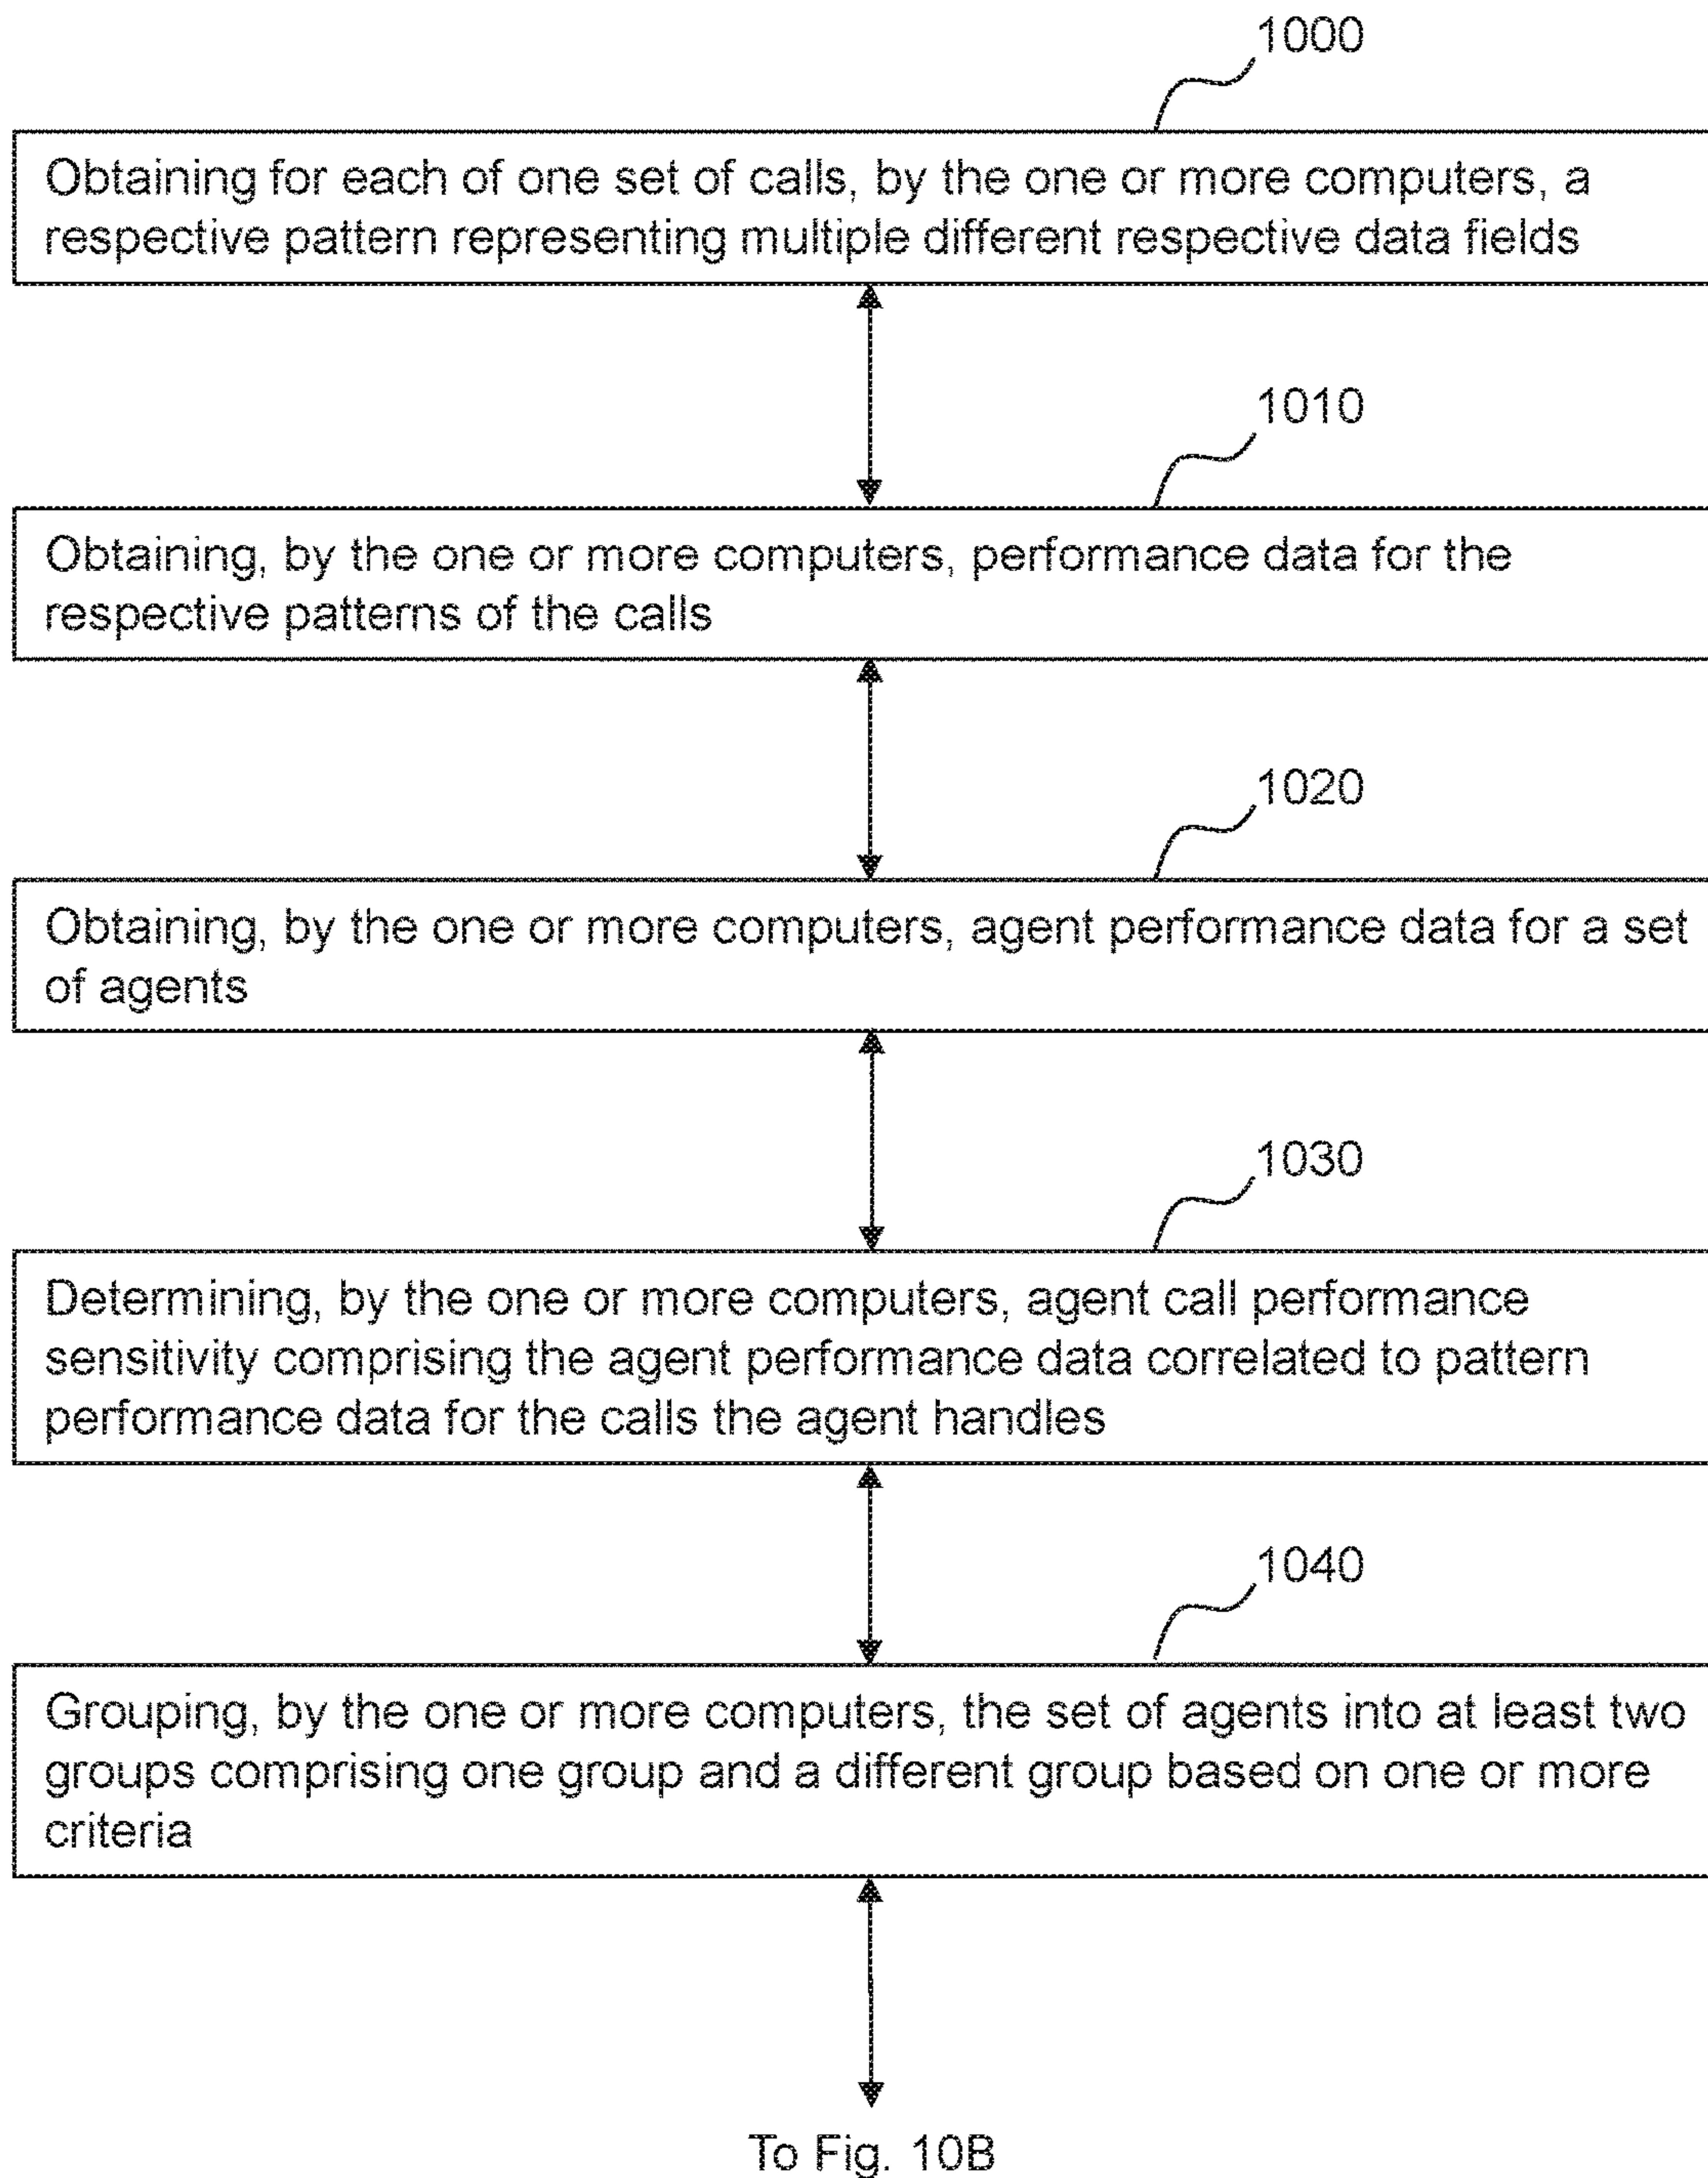 1000
Obtaining for each of one set of calls, by the one or more computers, a
respective pattern representing multiple different respective data fields
1010
Obtaining, by the one or more computers, performance data for the
respective patterns of the calls
1020
Obtaining, by the one or more computers, agent performance data for a set
of agents
1030
Determining, by the one or more computers, agent call performance
sensitivity comprising the agent performance data correlated to pattern
performance data for the calls the agent handles
1040
Grouping, by the one or more computers, the set of agents into at least two
groups comprising one group and a different group based on one or more
criteria
To Fig. 10B